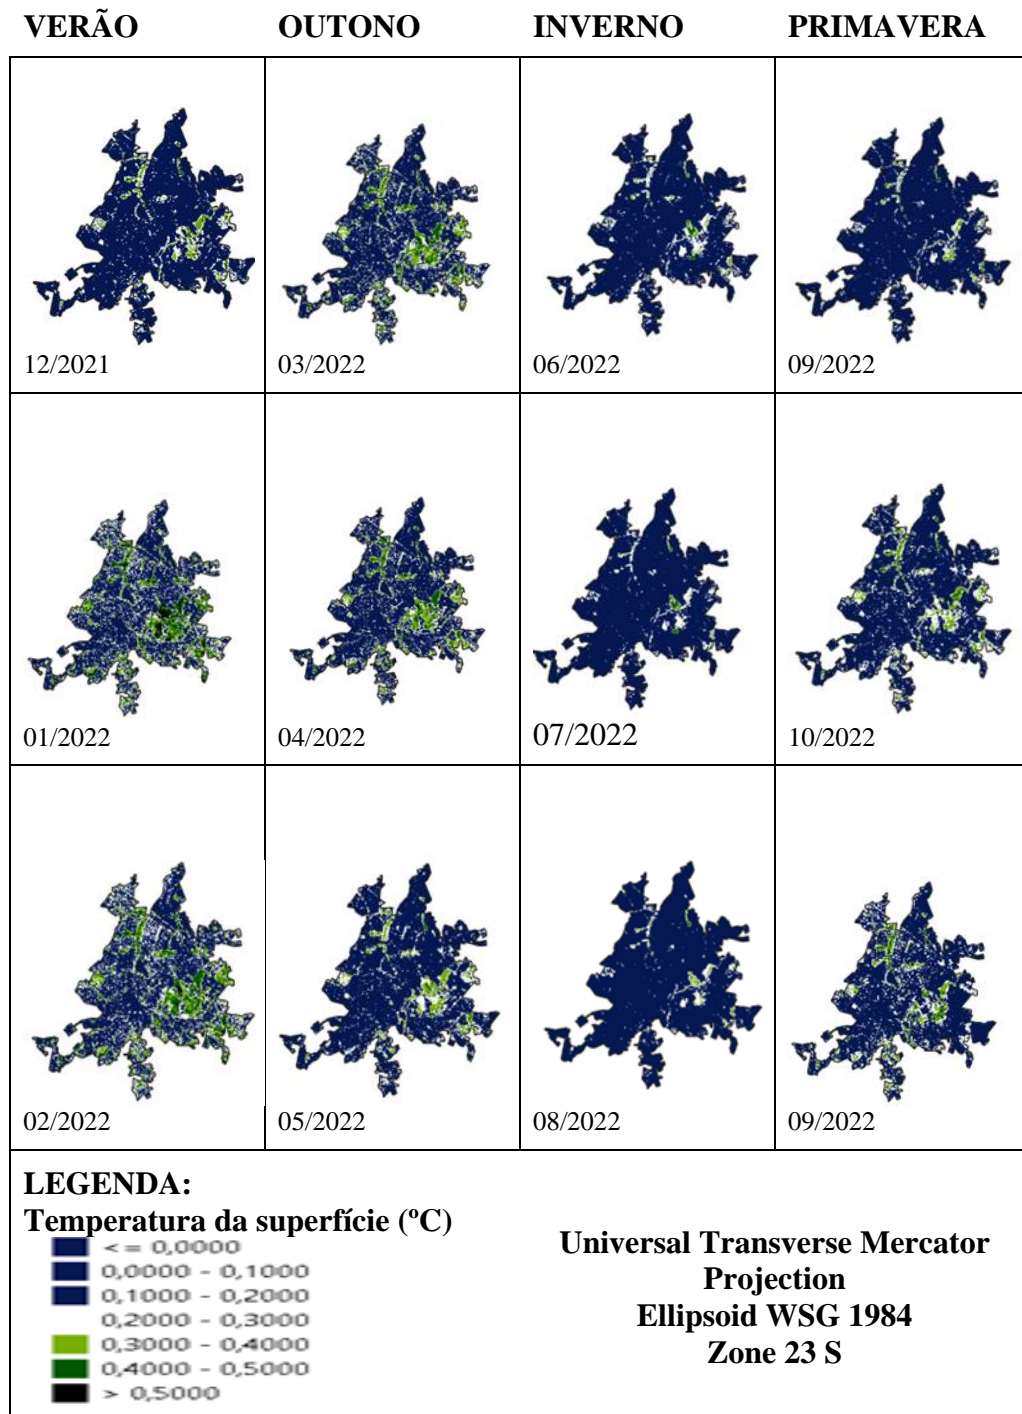 VERÃO OUTONO INVERNO PRIMAVERA
12/2021 03/2022 06/2022 09/2022
01/2022 04/2022 07/2022 10/2022
02/2022 05/2022 08/2022 09/2022
LEGENDA:
Temperatura da superfície (ºC)
<= 0,0000
0,0000 - 0,1000
0,1000 - 0,2000
0,2000 - 0,3000
0,3000 - 0,4000
0,4000 - 0,5000
> 0,5000
Universal Transverse Mercator
Projection
Ellipsoid WSG 1984
Zone 23 S